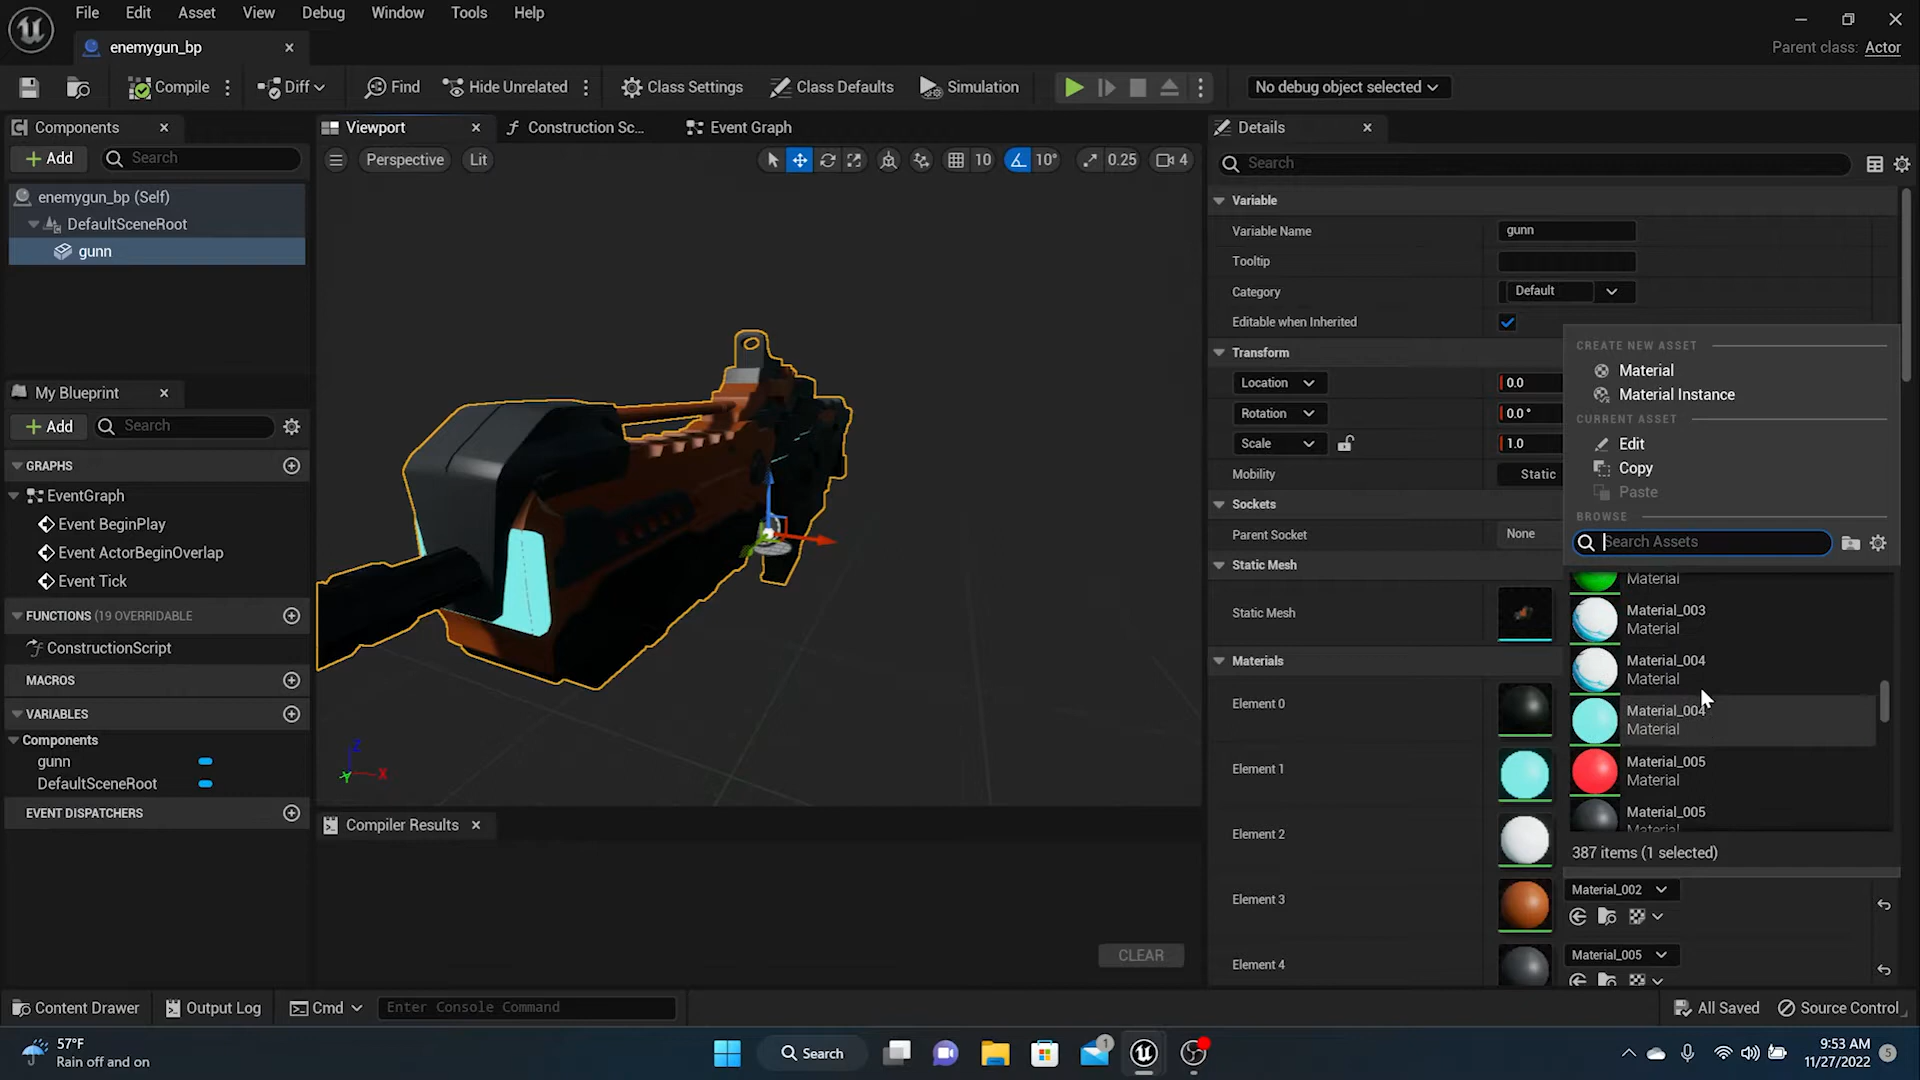 File Edit Asset View Debug Window Tools Help
enemygun_bp
Parent class: Actor
Compile Diff Find Hide Unrelated Class Settings Class Defaults Simulation No debug object selected
Components
Add Search
enemygun_bp (Self)
DefaultSceneRoot
gunn
My Blueprint
Add Search
GRAPHS
EventGraph
Event BeginPlay
Event ActorBeginOverlap
Event Tick
FUNCTIONS (19 OVERRIDABLE
ConstructionScript
MACROS
VARIABLES
Components
gunn
DefaultSceneRoot
EVENT DISPATCHERS
Viewport Construction Sc... Event Graph
Perspective Lit 10 10° 0.25 4
Z
Y X
Compiler Results
CLEAR
Details
Search
Variable
Variable Name gunn
Tooltip
Category Default
Editable when Inherited
Transform
Location 0.0
Rotation 0.0 °
Scale 1.0
Mobility Static
Sockets
Parent Socket None
Static Mesh
Static Mesh
Materials
Element 0
Element 1
Element 2
Element 3
Element 4
CREATE NEW ASSET
Material
Material Instance
CURRENT ASSET
Edit
Copy
Paste
BROWSE
Search Assets
Material
Material_003
Material
Material_004
Material
Material_004
Material
Material_005
Material
Material_005
Material
387 items (1 selected)
Material_002
Material_005
Content Drawer Output Log Cmd Enter Console Command All Saved Source Control
57°F
Rain off and on
Search
1
9:53 AM
11/27/2022
5